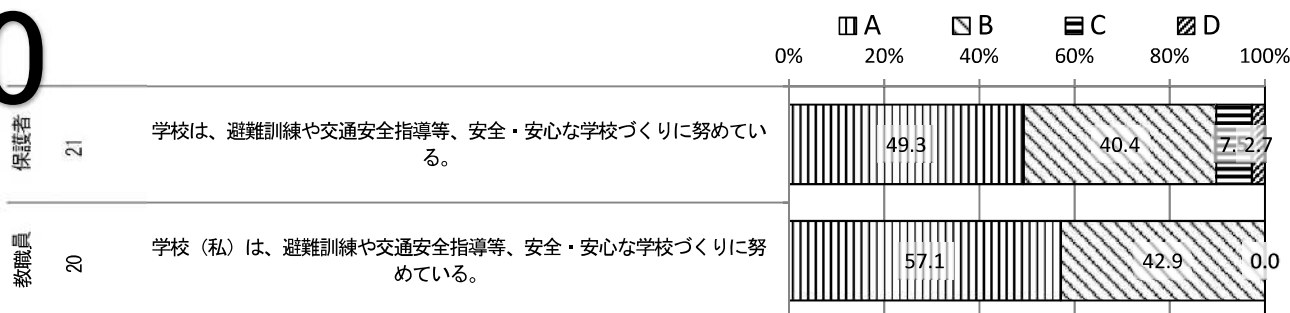 A B C D
0% 20% 40% 60% 80% 100%
保護者
21
学校は、避難訓練や交通安全指導等、安全・安心な学校づくりに努めてい
る。
49.3 40.4 7.5 2.7
教職員
20
学校（私）は、避難訓練や交通安全指導等、安全・安心な学校づくりに努
めている。
57.1 42.9 0.0